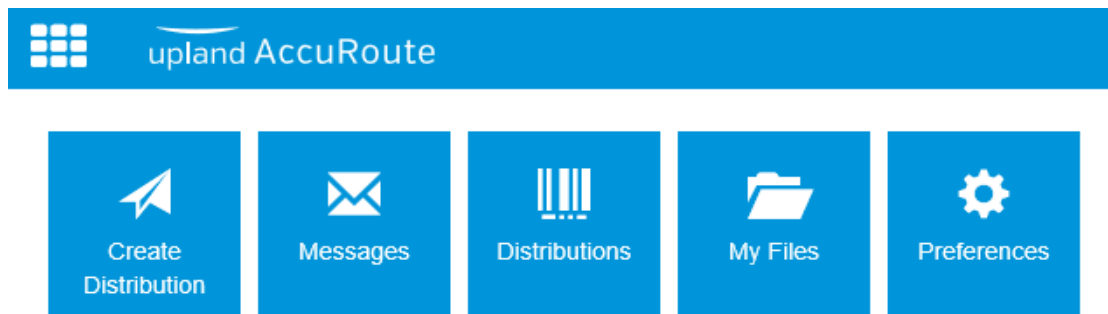 upland AccuRoute
Create
Distribution
Messages
Distributions
My Files
Preferences